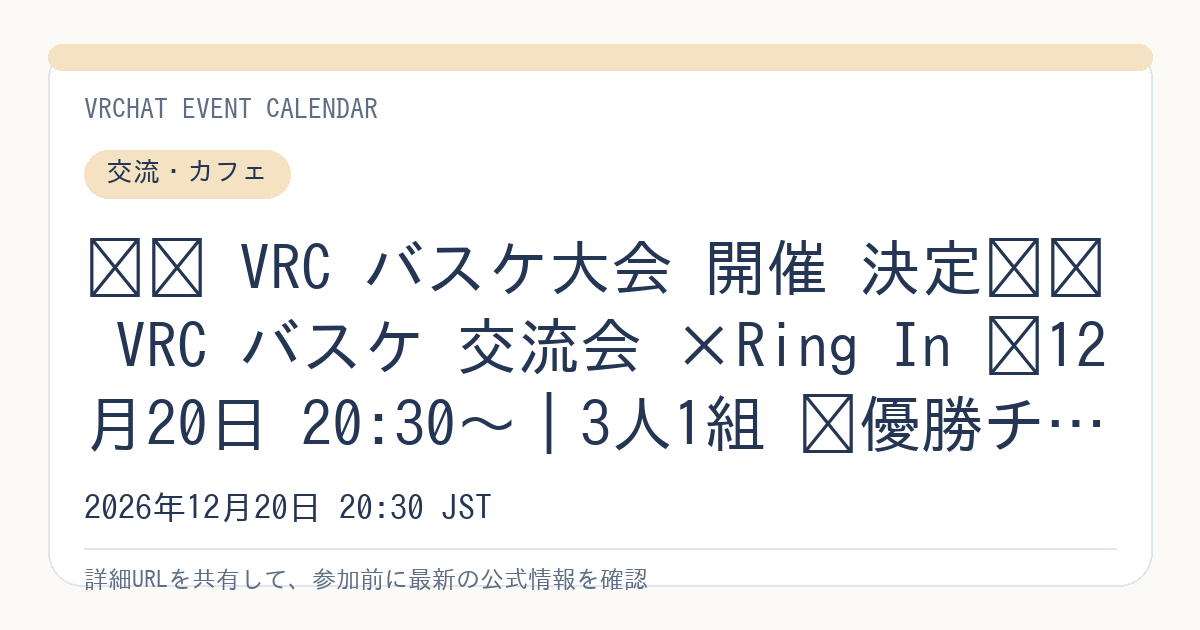 VRCHAT EVENT CALENDAR
交流・カフェ
VRC バスケ大会 開催 決定
VRC バスケ 交流会 ×Ring In 12
月20日 20:30〜｜3人1組 優勝チ…
2026年12月20日 20:30 JST
詳細URLを共有して、参加前に最新の公式情報を確認